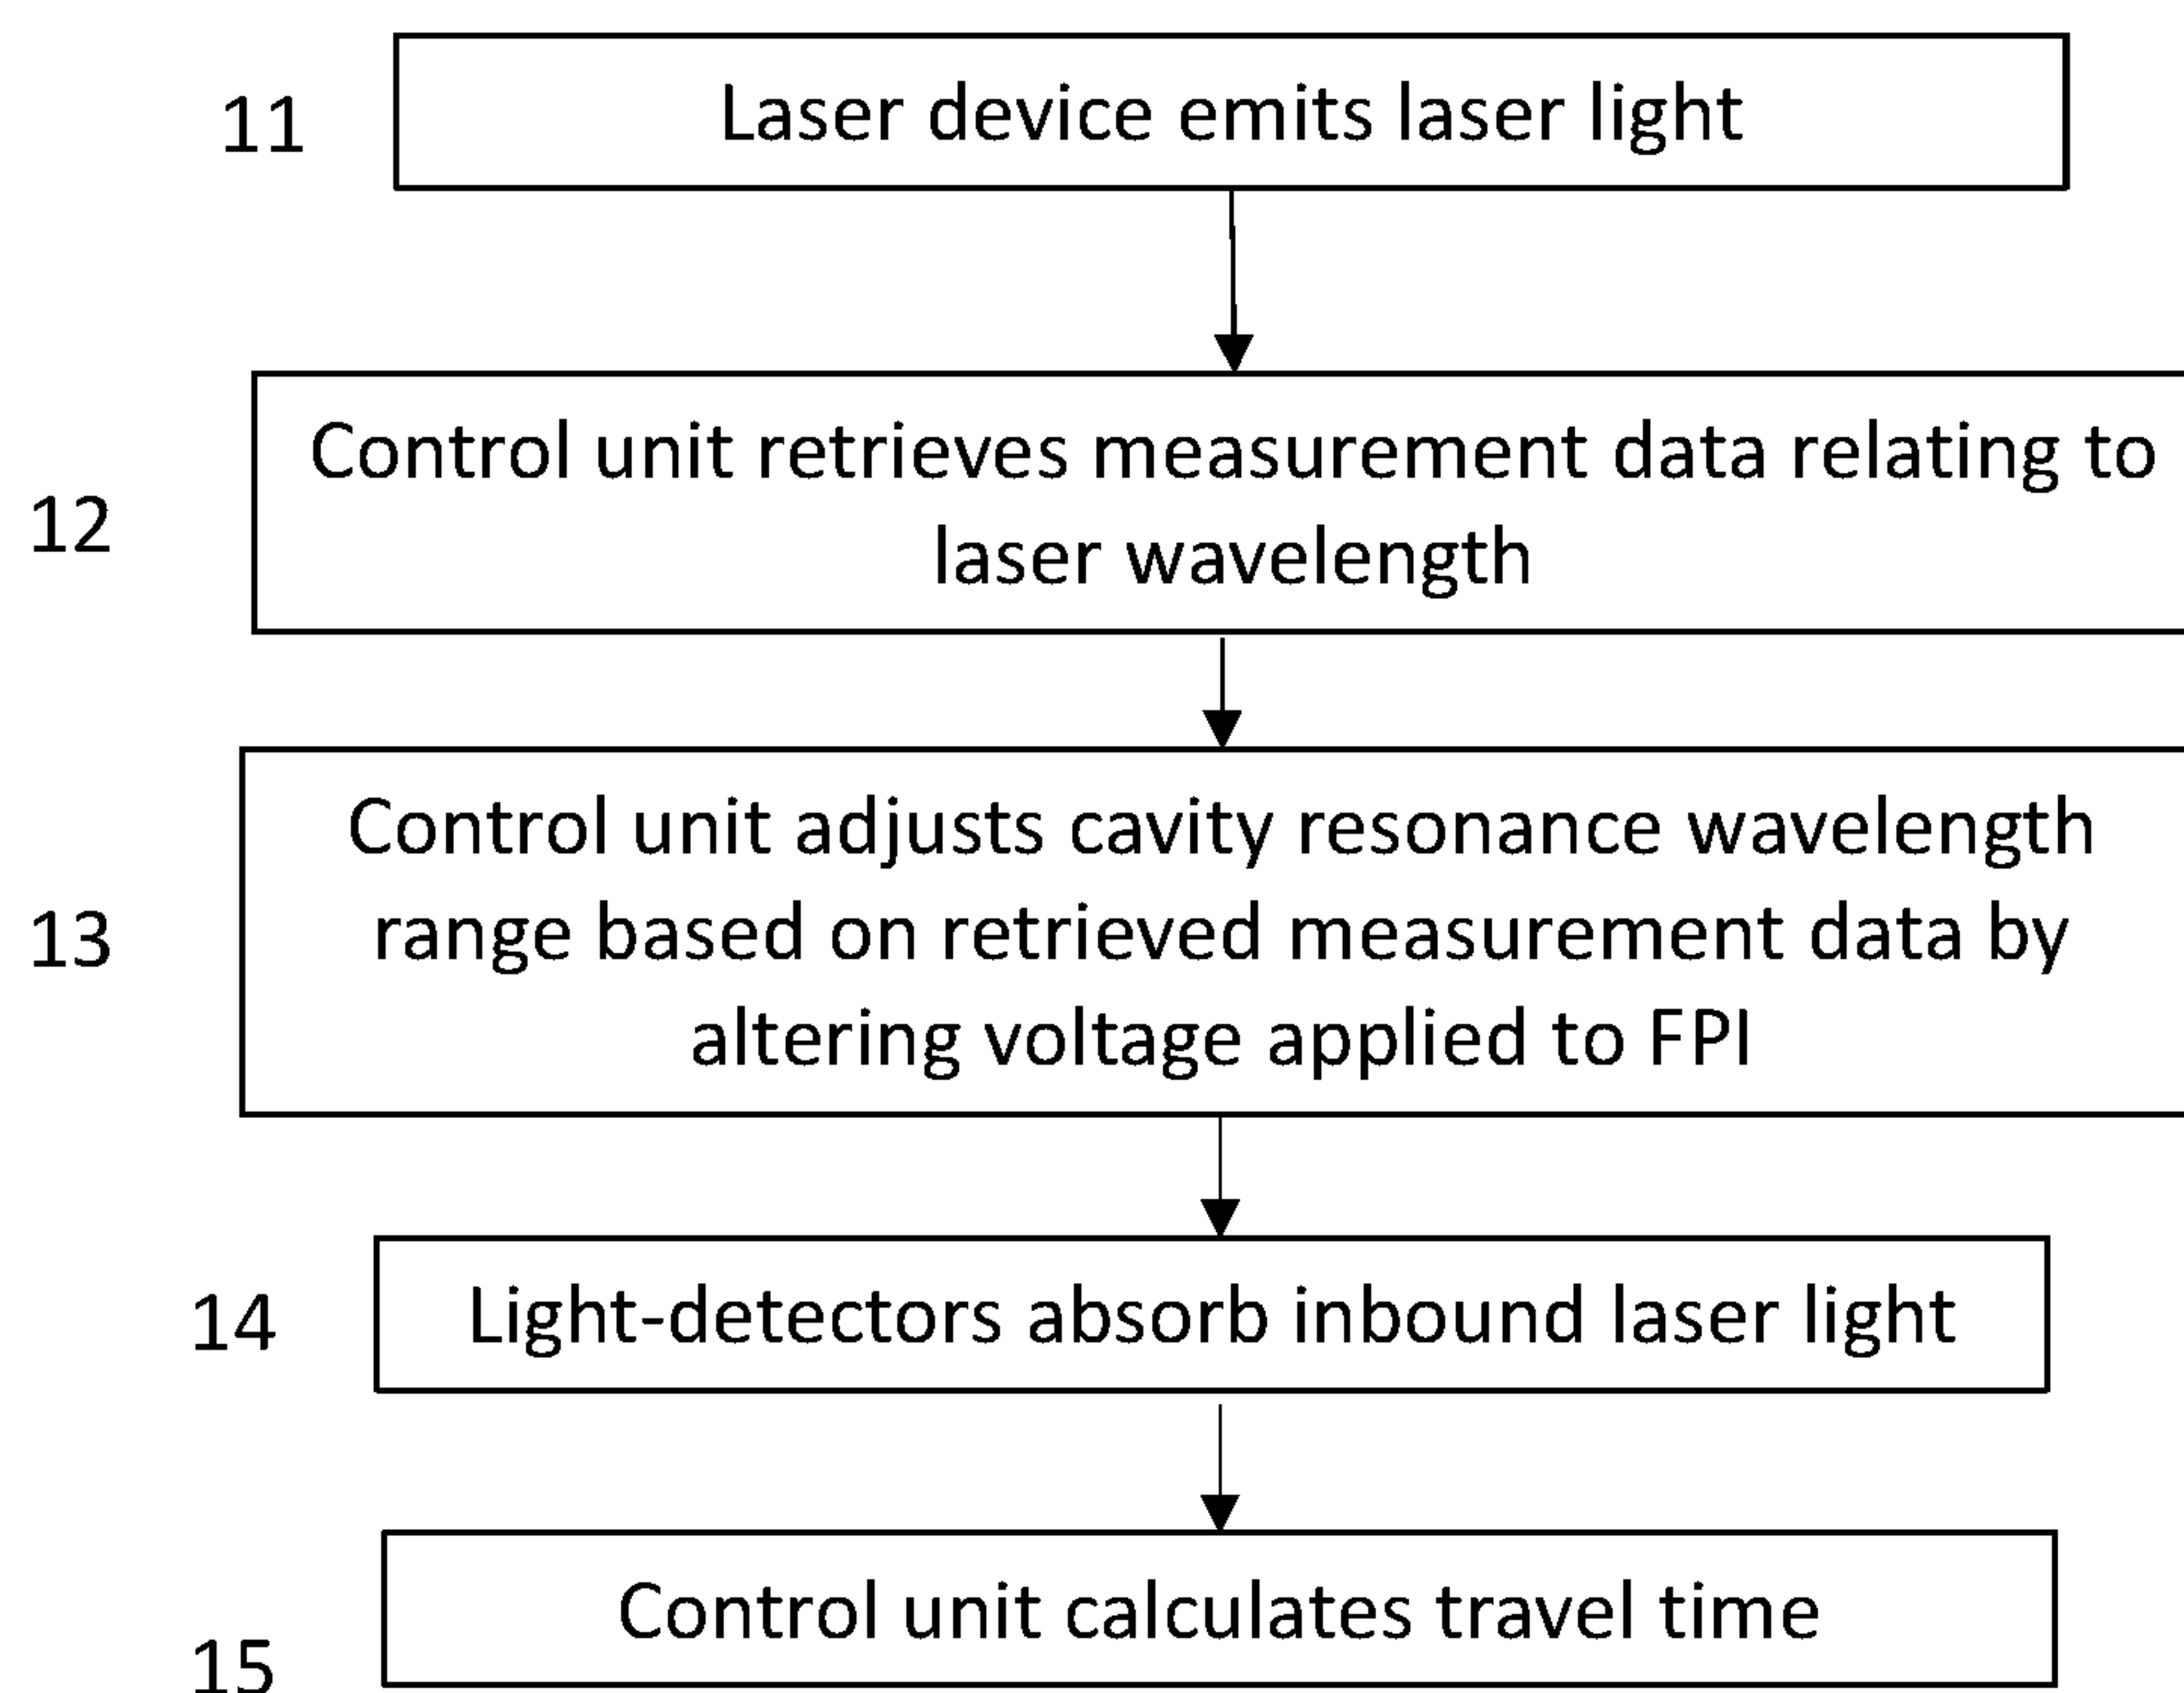 11
Laser device emits laser light
Control unit retrieves measurement data relating to
12
laser wavelength
Control unit adjusts cavity resonance wavelength
13
range based on retrieved measurement data by
altering voltage applied to FPI
14
Light-detectors absorb inbound laser light
Control unit calculates travel time
15